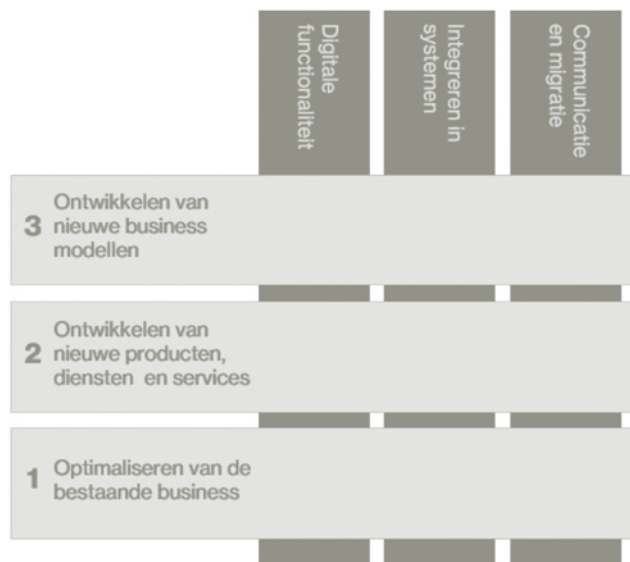 Digitale
functionaliteit
Integreren in
systemen
Communicatie
en migratie
3
Ontwikkelen van
nieuwe business
modellen
2
Ontwikkelen van
nieuwe producten,
diensten en services
1
Optimaliseren van de
bestaande business